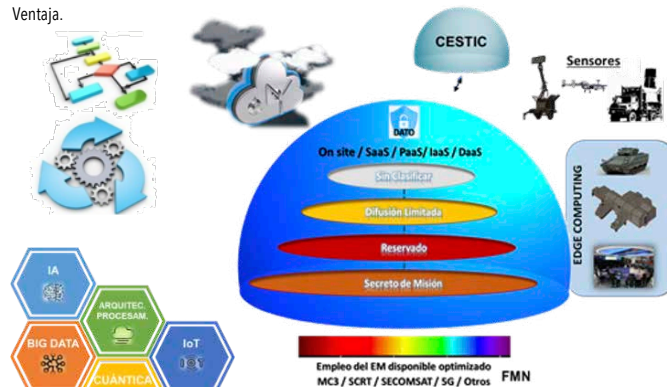 Ventaja.
CESTIC
Sensores
DATO
On site / SaaS / PaaS/ IaaS / DaaS
Sin Clasificar
Difusión Limitada
Reservado
Secreto de Misión
EDGE COMPUTING
IA
ARQUITEC.
PROCESAM.
BIG DATA
IoT
CUÁNTICA
Empleo del EM disponible optimizado
MC3 / SCRT / SECOMSAT / 5G / Otros
FMN